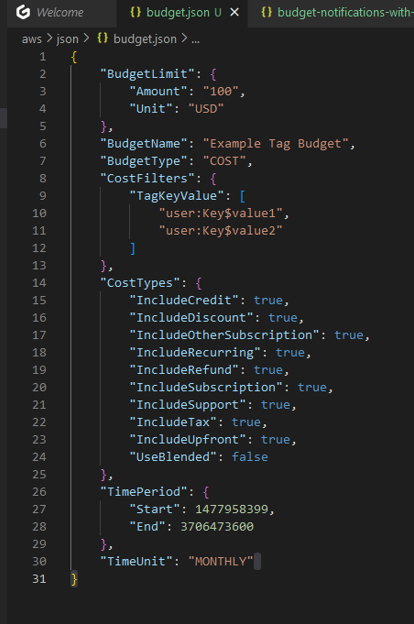 Welcome budget.json U × {} budget-notifications-with-
aws > json > {} budget.json > ...
1 {
2 "BudgetLimit": {
3 "Amount": "100",
4 "Unit": "USD"
5 },
6 "BudgetName": "Example Tag Budget",
7 "BudgetType": "COST",
8 "CostFilters": {
9 "TagKeyValue": [
10 "user:Key$value1",
11 "user:Key$value2"
12 ]
13 },
14 "CostTypes": {
15 "IncludeCredit": true,
16 "IncludeDiscount": true,
17 "IncludeOtherSubscription": true,
18 "IncludeRecurring": true,
19 "IncludeRefund": true,
20 "IncludeSubscription": true,
21 "IncludeSupport": true,
22 "IncludeTax": true,
23 "IncludeUpfront": true,
24 "UseBlended": false
25 },
26 "TimePeriod": {
27 "Start": 1477958399,
28 "End": 3706473600
29 },
30 "TimeUnit": "MONTHLY"
31 }